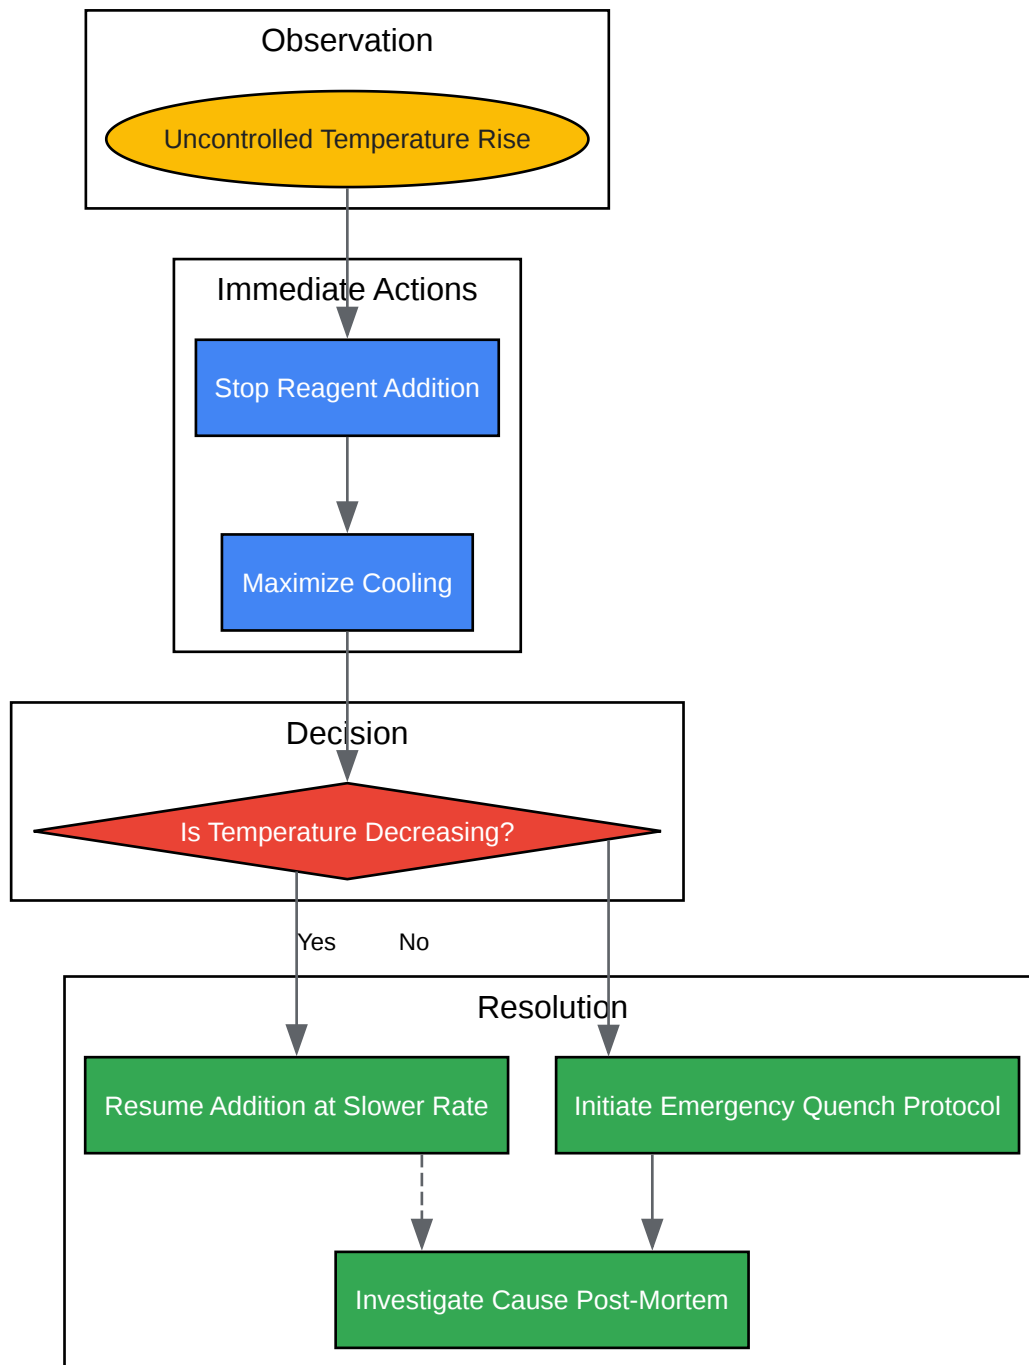 Observation
Uncontrolled Temperature Rise
Immediate Actions
Stop Reagent Addition
Maximize Cooling
Decision
Is Temperature Decreasing?
Yes
No
Resolution
Resume Addition at Slower Rate
Initiate Emergency Quench Protocol
Investigate Cause Post-Mortem